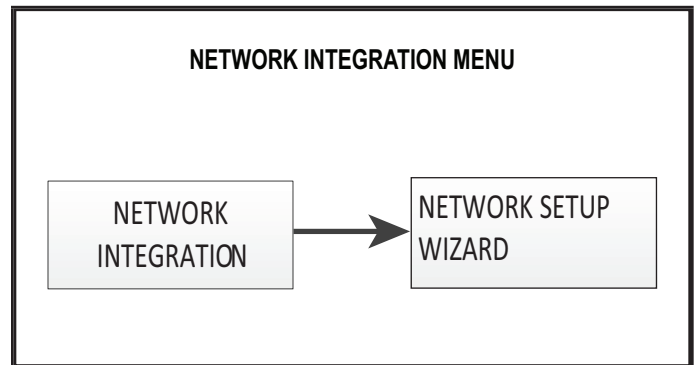 NETWORK INTEGRATION MENU
NETWORK
INTEGRATION
NETWORK SETUP
WIZARD